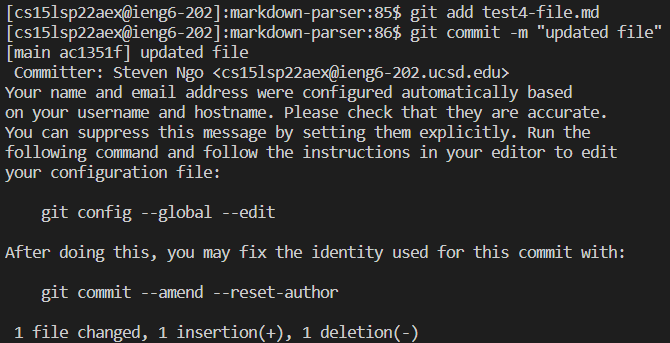 [cs15lsp22aex@ieng6-202]:markdown-parser:85$ git add test4-file.md
[cs15lsp22aex@ieng6-202]:markdown-parser:86$ git commit -m "updated file"
[main ac1351f] updated file
 Committer: Steven Ngo <cs15lsp22aex@ieng6-202.ucsd.edu>
Your name and email address were configured automatically based
on your username and hostname. Please check that they are accurate.
You can suppress this message by setting them explicitly. Run the
following command and follow the instructions in your editor to edit
your configuration file:

    git config --global --edit

After doing this, you may fix the identity used for this commit with:

    git commit --amend --reset-author

 1 file changed, 1 insertion(+), 1 deletion(-)